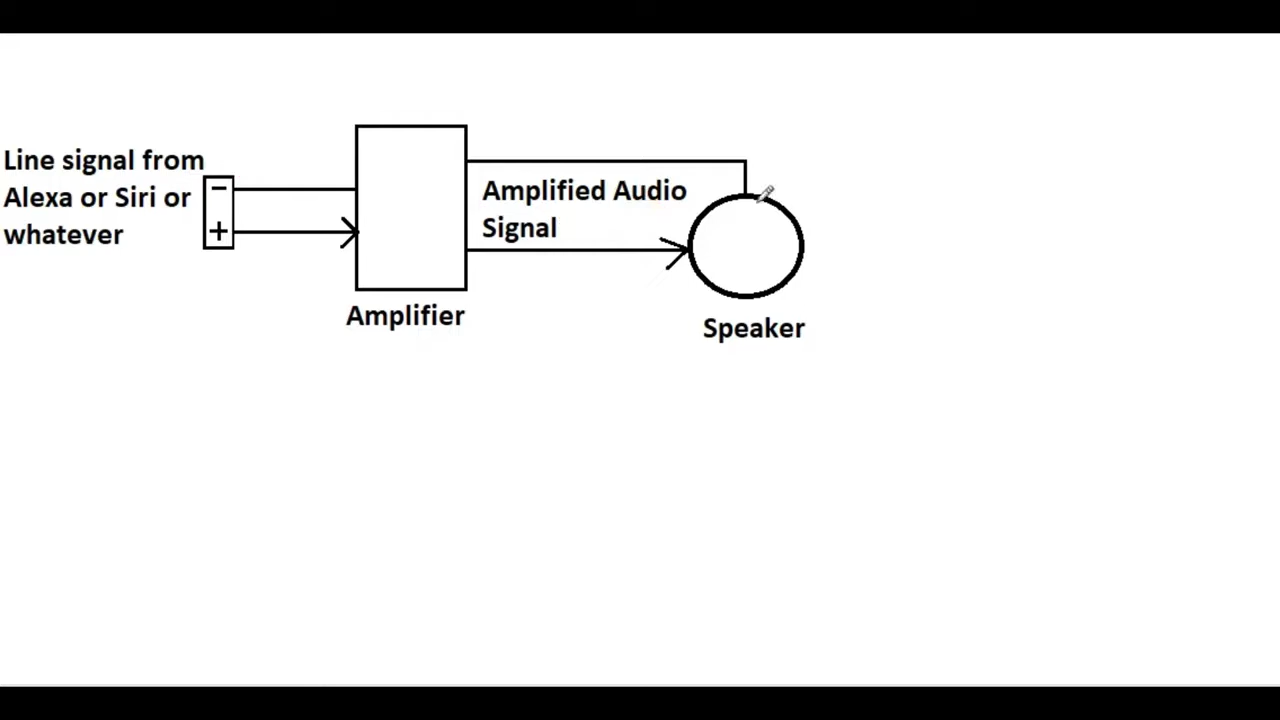 Line signal from
Alexa or Siri or
whatever
−
+
Amplified Audio
Signal
Amplifier
Speaker